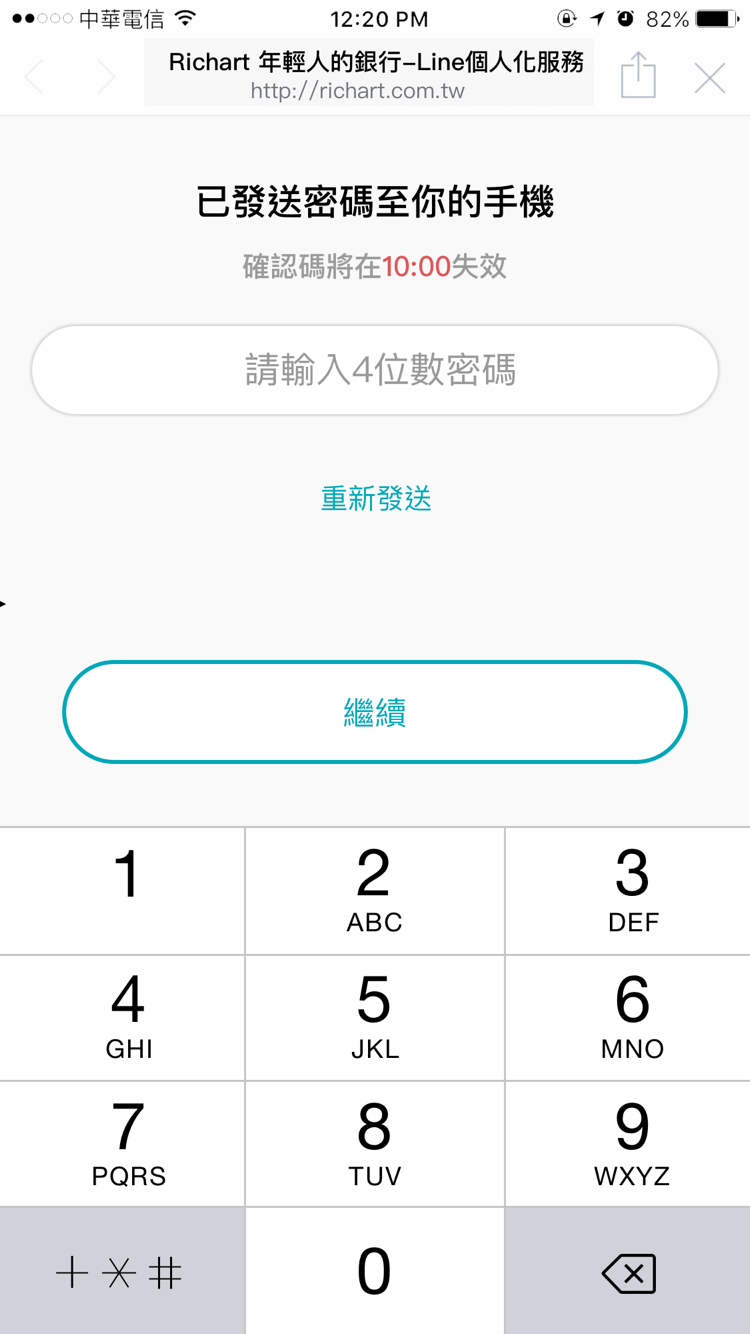 中華電信 12:20 PM 82%
Richart 年輕人的銀行-Line個人化服務
http://richart.com.tw
已發送密碼至你的手機
確認碼將在10:00失效
請輸入4位數密碼
重新發送
繼續
1 2 3
ABC DEF
4 5 6
GHI JKL MNO
7 8 9
PQRS TUV WXYZ
+*# 0